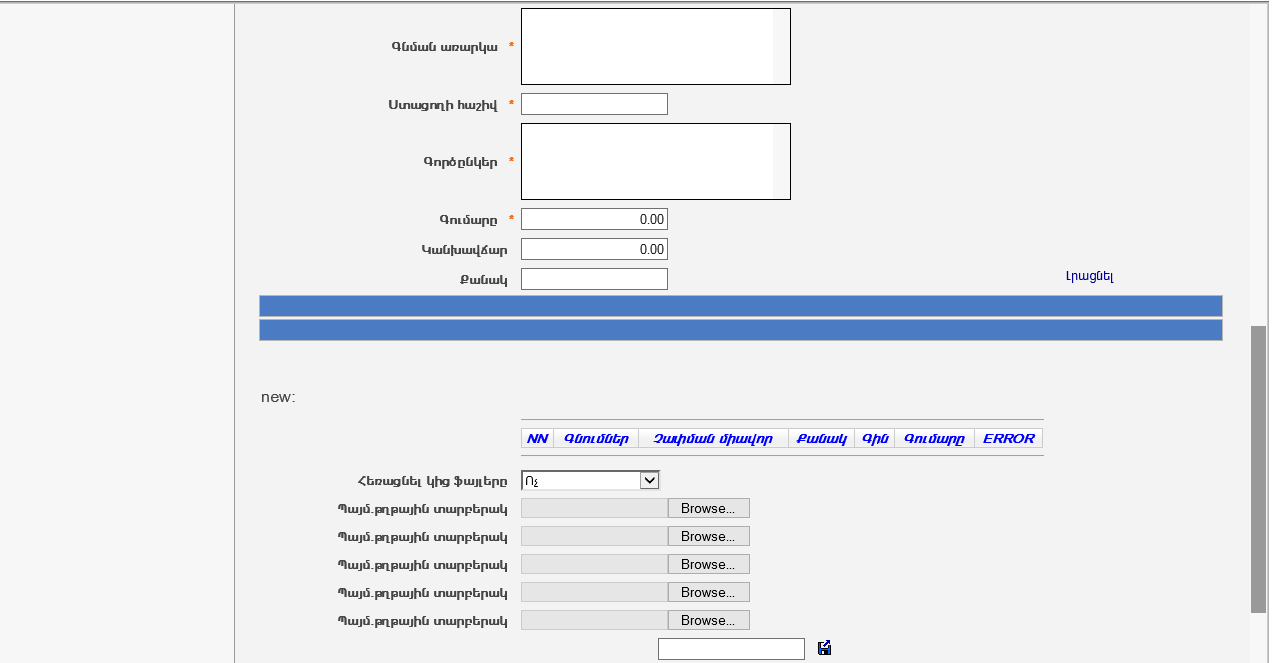 Գնման առարկա *
Ստացողի հաշիվ *
Գործընկեր *
Գումարը * 0.00
Կանխավճար 0.00
Քանակ
Լրացնել
new:
NN Գնումներ Չափման միավոր Քանակ Գին Գումարը ERROR
Հեռացնել կից ֆայլերը Ոչ
Պայմ.թղթային տարբերակ Browse...
Պայմ.թղթային տարբերակ Browse...
Պայմ.թղթային տարբերակ Browse...
Պայմ.թղթային տարբերակ Browse...
Պայմ.թղթային տարբերակ Browse...